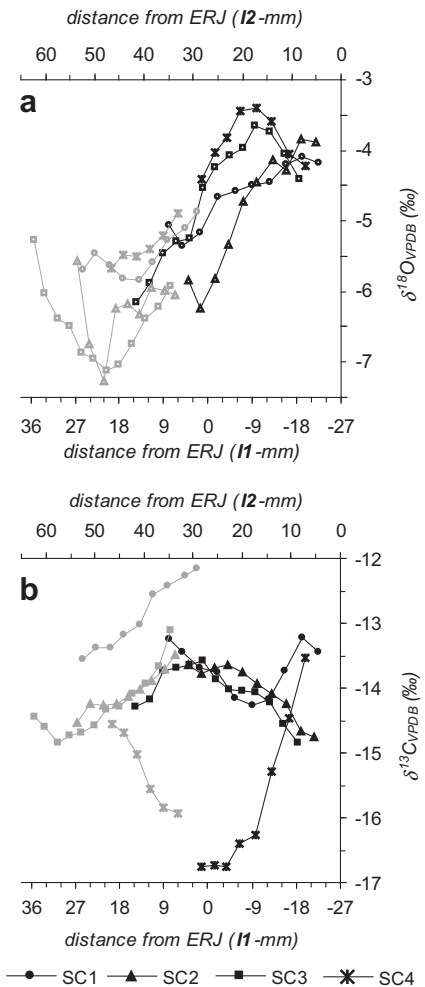 distance from ERJ (I2-mm)
60 50 40 30 20 10 0
a
-3
-4
-5
-6
-7
δ18OVPDB (‰)
36 27 18 9 0 -9 -18 -27
distance from ERJ (I1-mm)
distance from ERJ (I2-mm)
60 50 40 30 20 10 0
b
-12
-13
-14
-15
-16
-17
δ13CVPDB (‰)
36 27 18 9 0 -9 -18 -27
distance from ERJ (I1-mm)
SC1 SC2 SC3 SC4